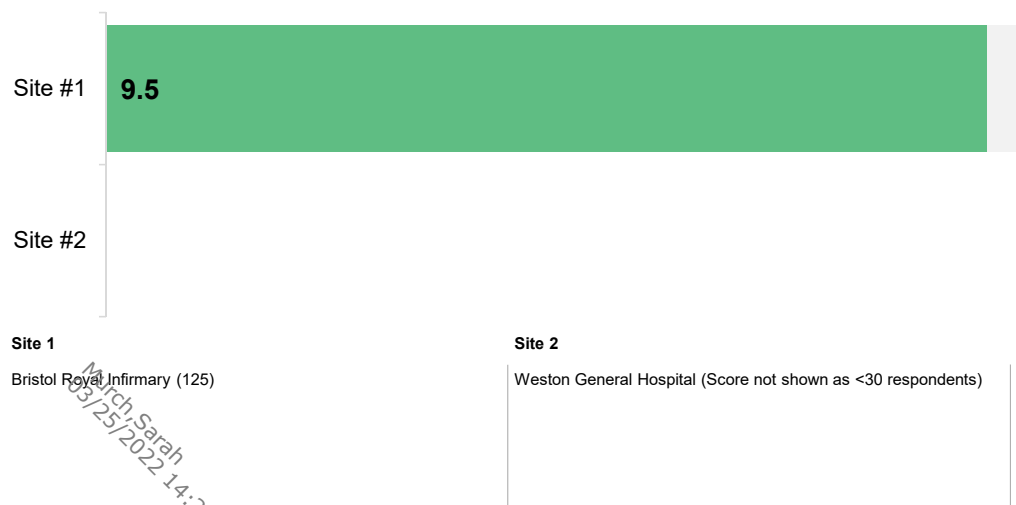 Site #1
9.5
Site #2
Site 1
Site 2
Bristol Royal Infirmary (125)
Weston General Hospital (Score not shown as <30 respondents)
Murch,Sarah
03/25/2022 14: